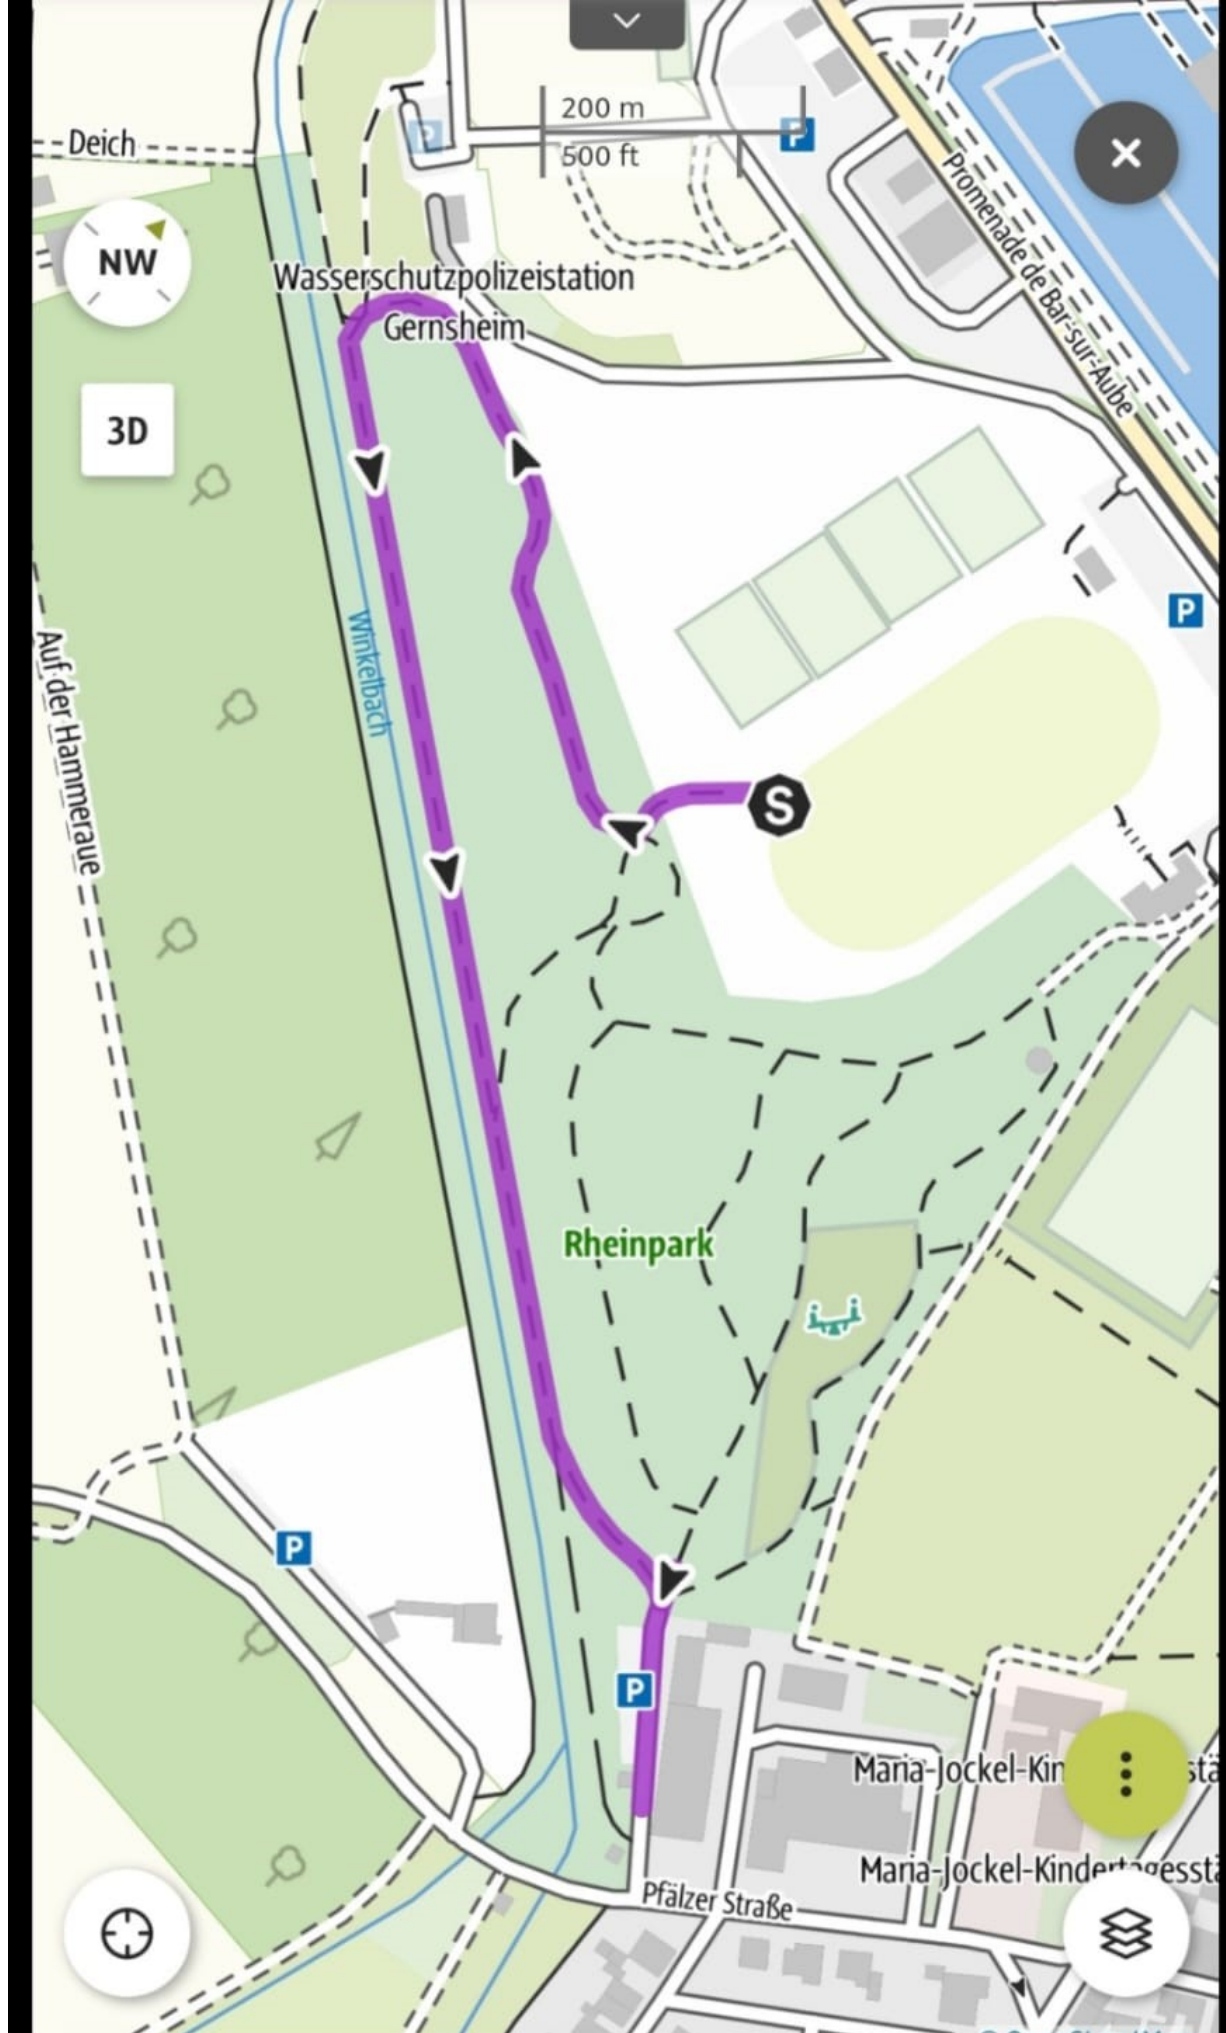 200 m
P
P
500 ft
Deich
NW
Promenade de Bar-sur-Aube
Wasserschutzpolizeistation
Gernsheim
3D
P
Winkelbach
Auf der Hammeraue
S
Rheinpark
P
P
Maria-Jockel-Kin
Maria-Jockel-Kindertagesstä
Pfälzer Straße